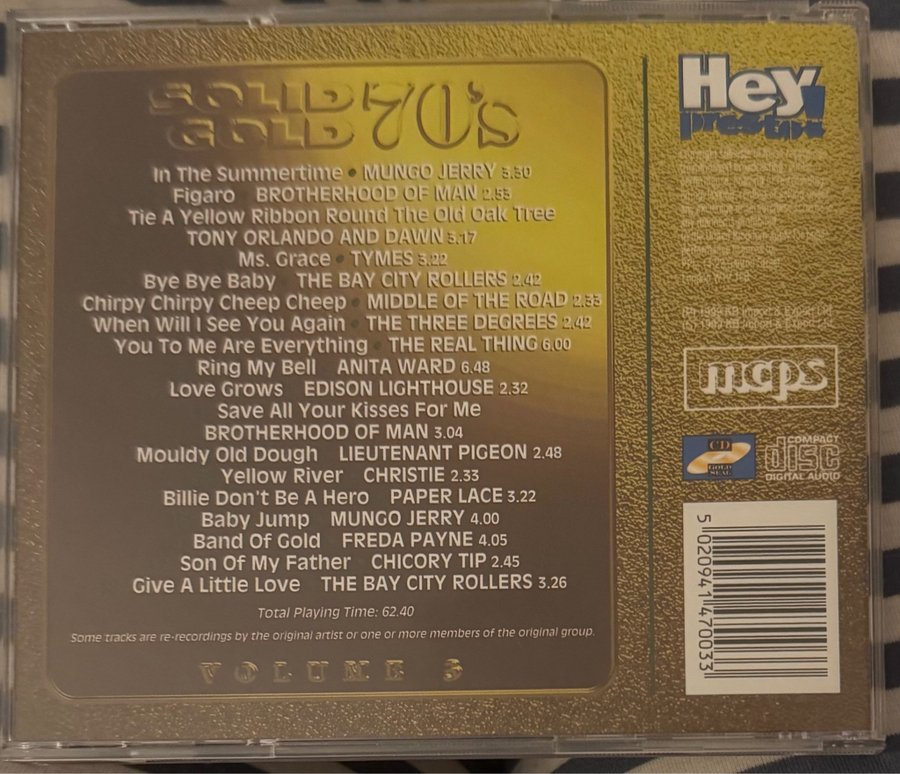 SOLID 70's
GOLD
In The Summertime • MUNGO JERRY 3.30
Figaro BROTHERHOOD OF MAN 2.53
Tie A Yellow Ribbon Round The Old Oak Tree
TONY ORLANDO AND DAWN 3.17
Ms. Grace • TYMES 3.22
Bye Bye Baby THE BAY CITY ROLLERS 2.42
Chirpy Chirpy Cheep Cheep • MIDDLE OF THE ROAD 2.33
When Will I See You Again • THE THREE DEGREES 2.42
You To Me Are Everything • THE REAL THING 6.00
Ring My Bell ANITA WARD 6.48
Love Grows EDISON LIGHTHOUSE 2.32
Save All Your Kisses For Me
BROTHERHOOD OF MAN 3.04
Mouldy Old Dough LIEUTENANT PIGEON 2.48
Yellow River CHRISTIE 2.33
Billie Don't Be A Hero PAPER LACE 3.22
Baby Jump MUNGO JERRY 4.00
Band Of Gold FREDA PAYNE 4.05
Son Of My Father CHICORY TIP 2.45
Give A Little Love THE BAY CITY ROLLERS 3.26
Total Playing Time: 62.40
Some tracks are re-recordings by the original artist or one or more members of the original group.
VOLUME 3
Hey!
presto
mcps
CD
GOLD
SEAL
COMPACT
disc
DIGITAL AUDIO
5 020941 470033